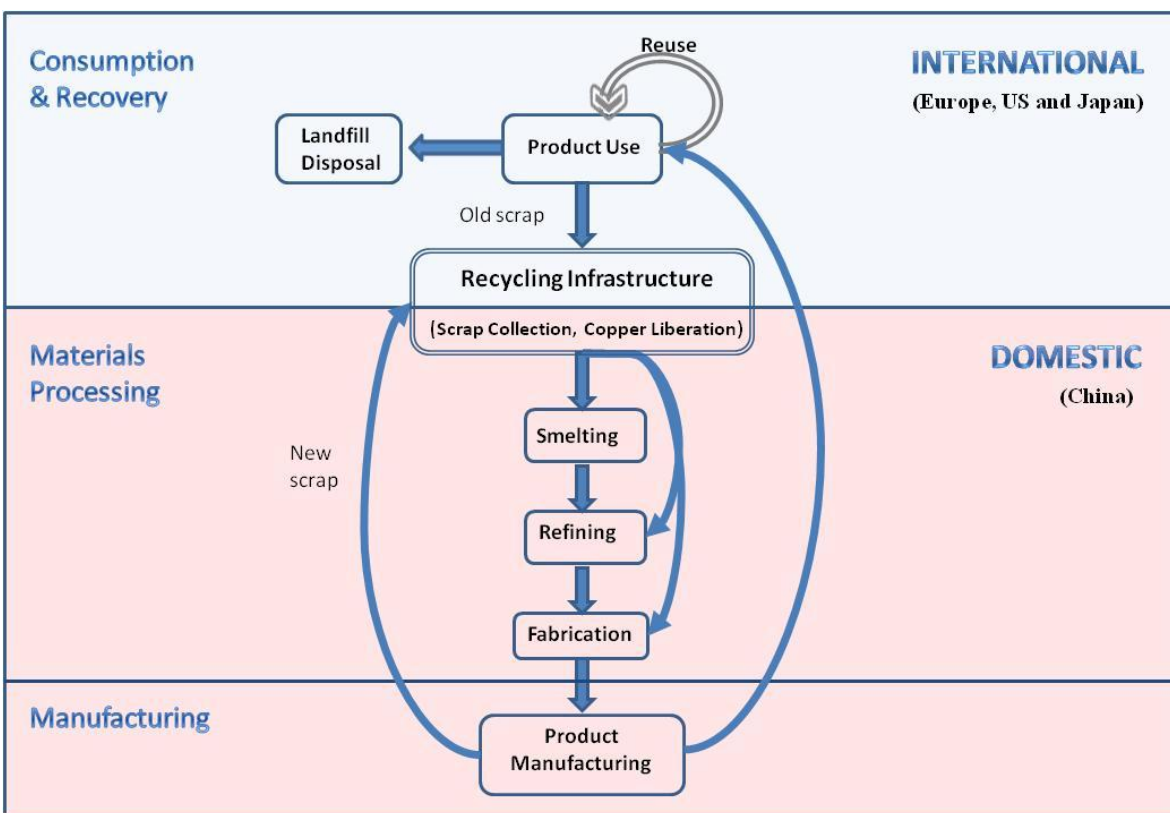 Consumption
& Recovery
Reuse
INTERNATIONAL
(Europe, US and Japan)
Landfill
Disposal
Product Use
Old scrap
Recycling Infrastructure
(Scrap Collection, Copper Liberation)
Materials
Processing
DOMESTIC
(China)
Smelting
New
scrap
Refining
Fabrication
Manufacturing
Product
Manufacturing